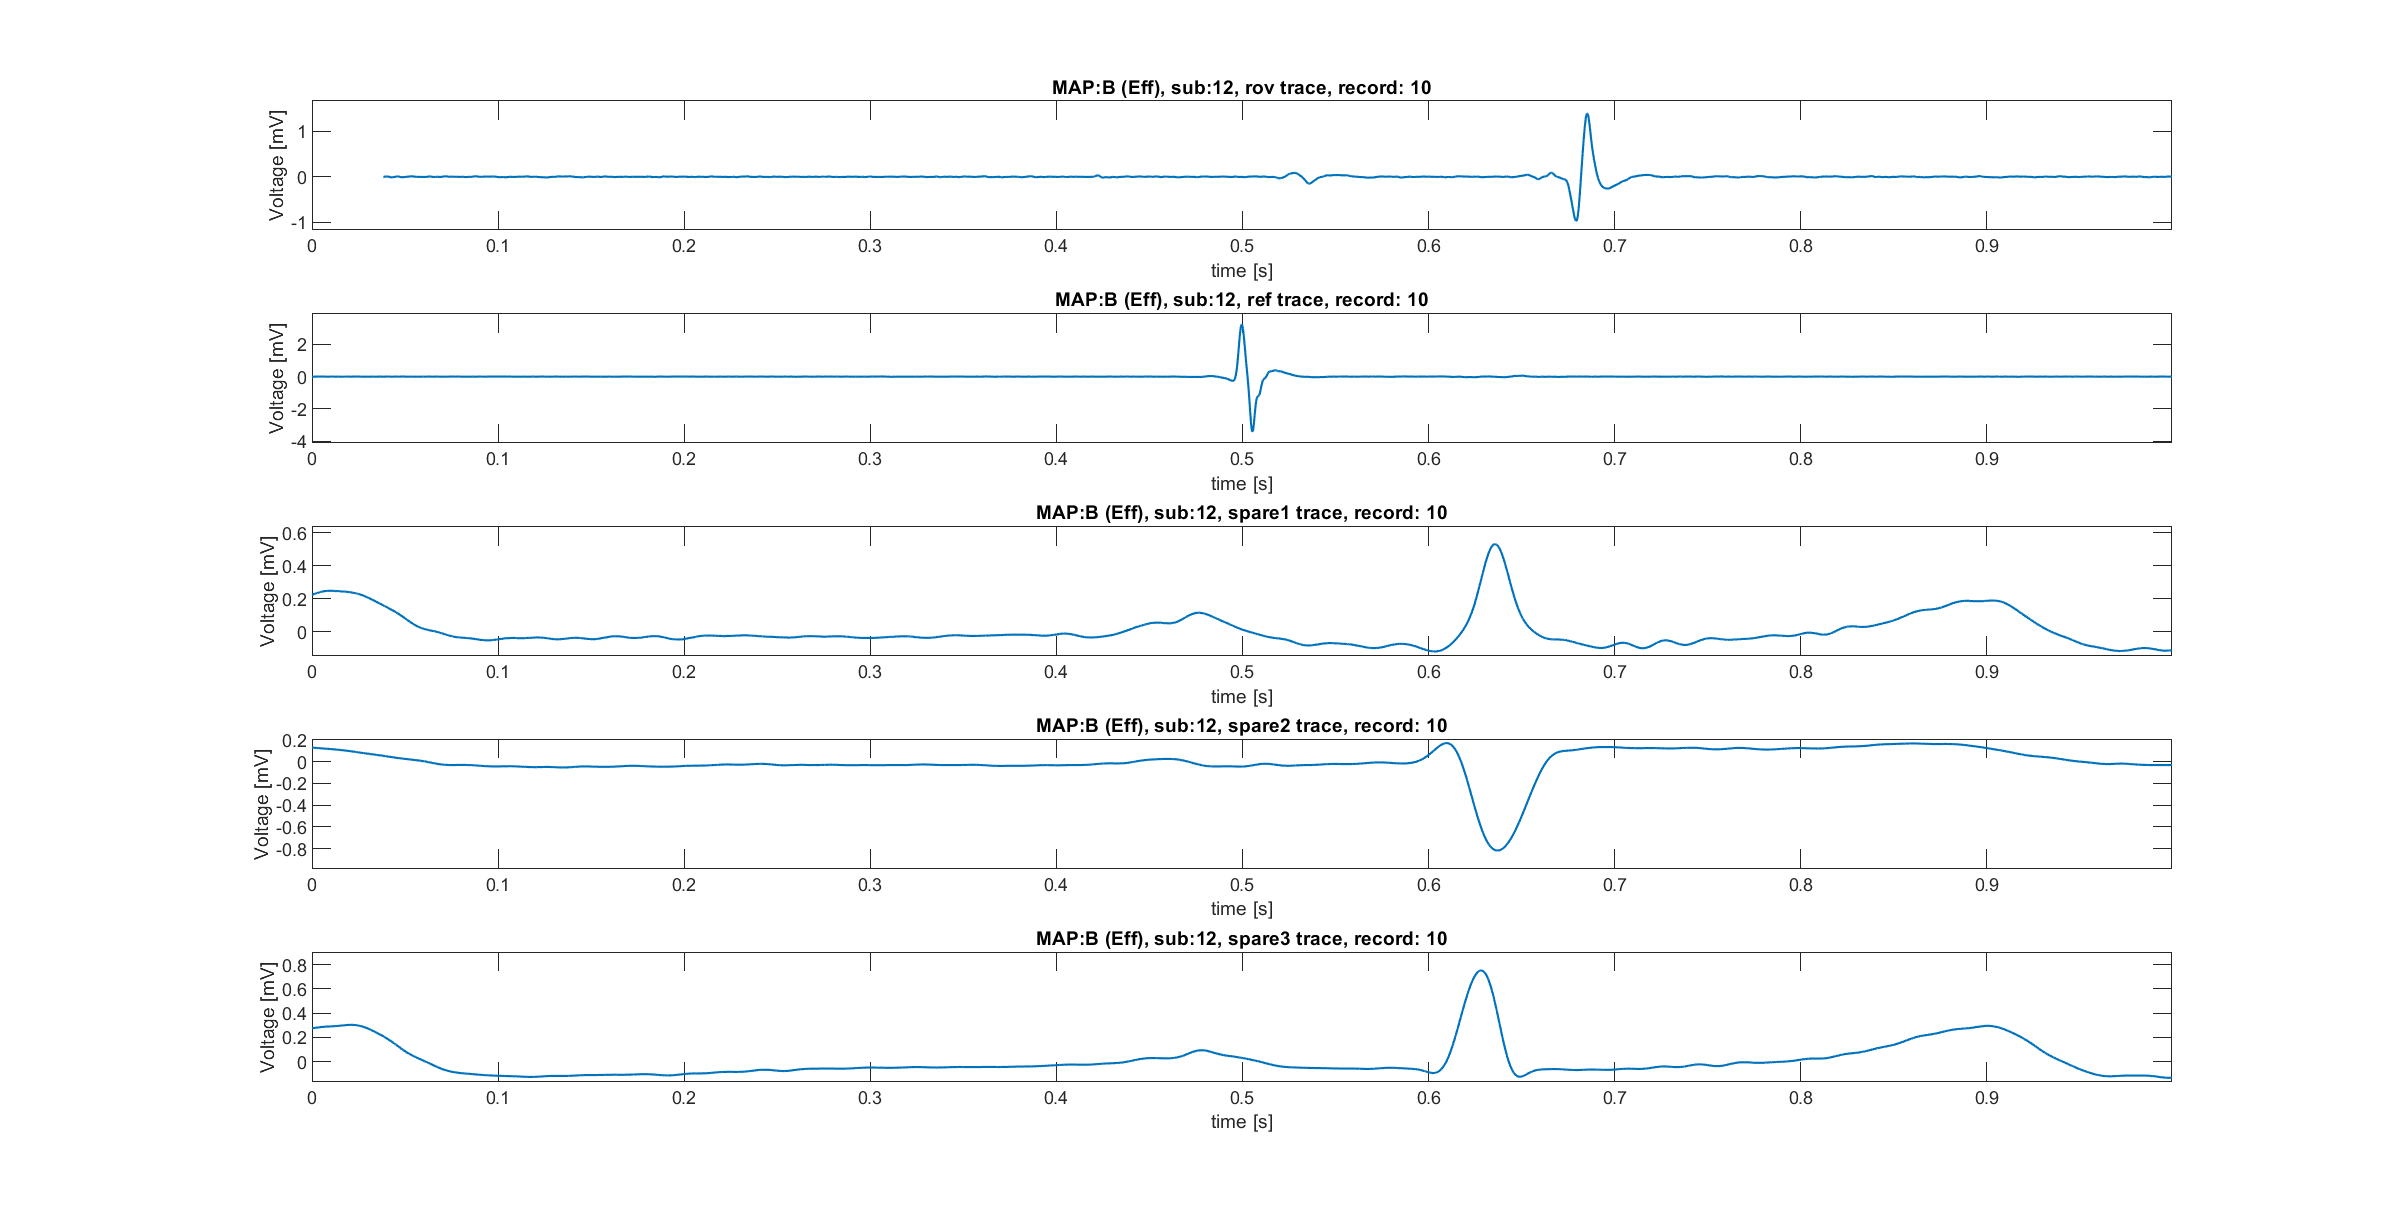 MAP:B (Eff), sub:12, rov trace, record: 10
Voltage [mV]
1
0
-1
0 0.1 0.2 0.3 0.4 0.5 0.6 0.7 0.8 0.9
time [s]
MAP:B (Eff), sub:12, ref trace, record: 10
Voltage [mV]
2
0
-2
-4
0 0.1 0.2 0.3 0.4 0.5 0.6 0.7 0.8 0.9
time [s]
MAP:B (Eff), sub:12, spare1 trace, record: 10
Voltage [mV]
0.6
0.4
0.2
0
0 0.1 0.2 0.3 0.4 0.5 0.6 0.7 0.8 0.9
time [s]
MAP:B (Eff), sub:12, spare2 trace, record: 10
Voltage [mV]
0.2
0
-0.2
-0.4
-0.6
-0.8
0 0.1 0.2 0.3 0.4 0.5 0.6 0.7 0.8 0.9
time [s]
MAP:B (Eff), sub:12, spare3 trace, record: 10
Voltage [mV]
0.8
0.6
0.4
0.2
0
0 0.1 0.2 0.3 0.4 0.5 0.6 0.7 0.8 0.9
time [s]